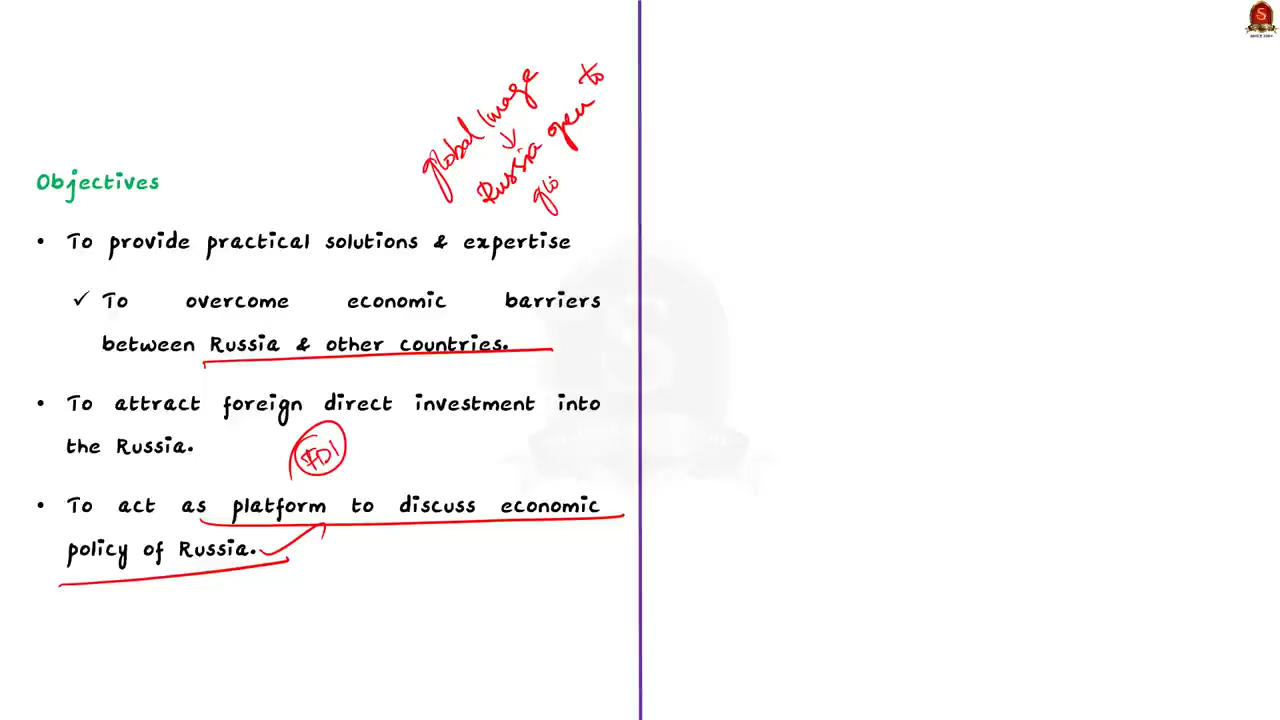 global Image
↓
Russia open to
glo
Objectives
• To provide practical solutions & expertise
✓ To overcome economic barriers
between Russia & other countries.
• To attract foreign direct investment into
the Russia.
FDI
• To act as platform to discuss economic
policy of Russia.
S